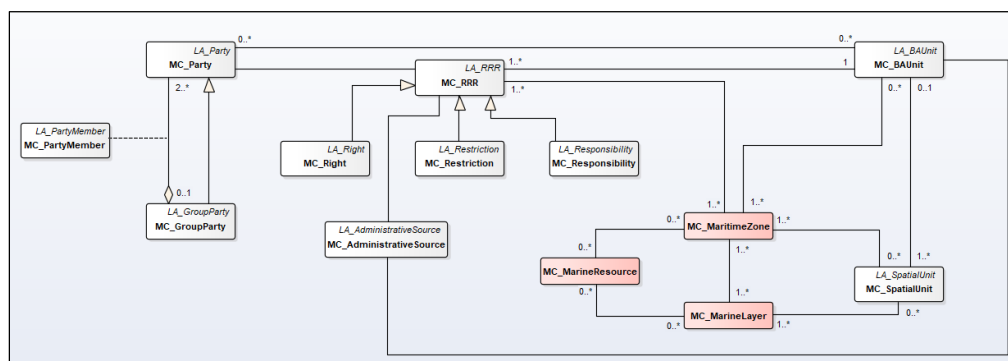 LA_Party
MC_Party
0..*
0..*
LA_BAUnit
MC_BAUnit
LA_RRR
MC_RRR
1..*
1
1..*
2..*
0..*
0..1
LA_PartyMember
MC_PartyMember
LA_Right
MC_Right
LA_Restriction
MC_Restriction
LA_Responsibility
MC_Responsibility
0..1
LA_GroupParty
MC_GroupParty
LA_AdministrativeSource
MC_AdministrativeSource
1..*
1..*
0..*
MC_MaritimeZone
1..*
0..*
1..*
0..*
1..*
MC_MarineResource
LA_SpatialUnit
MC_SpatialUnit
0..*
1..*
0..*
MC_MarineLayer
0..*
1..*